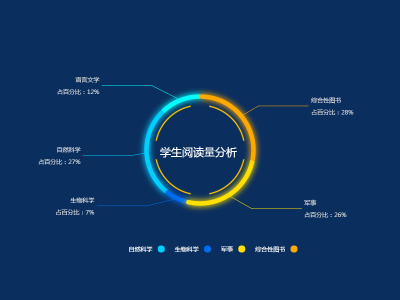 语言文学
占百分比：12%
综合性图书
占百分比：28%
学生阅读量分析
自然科学
占百分比：27%
生物科学
占百分比：7%
军事
占百分比：26%
自然科学 生物科学 军事 综合性图书